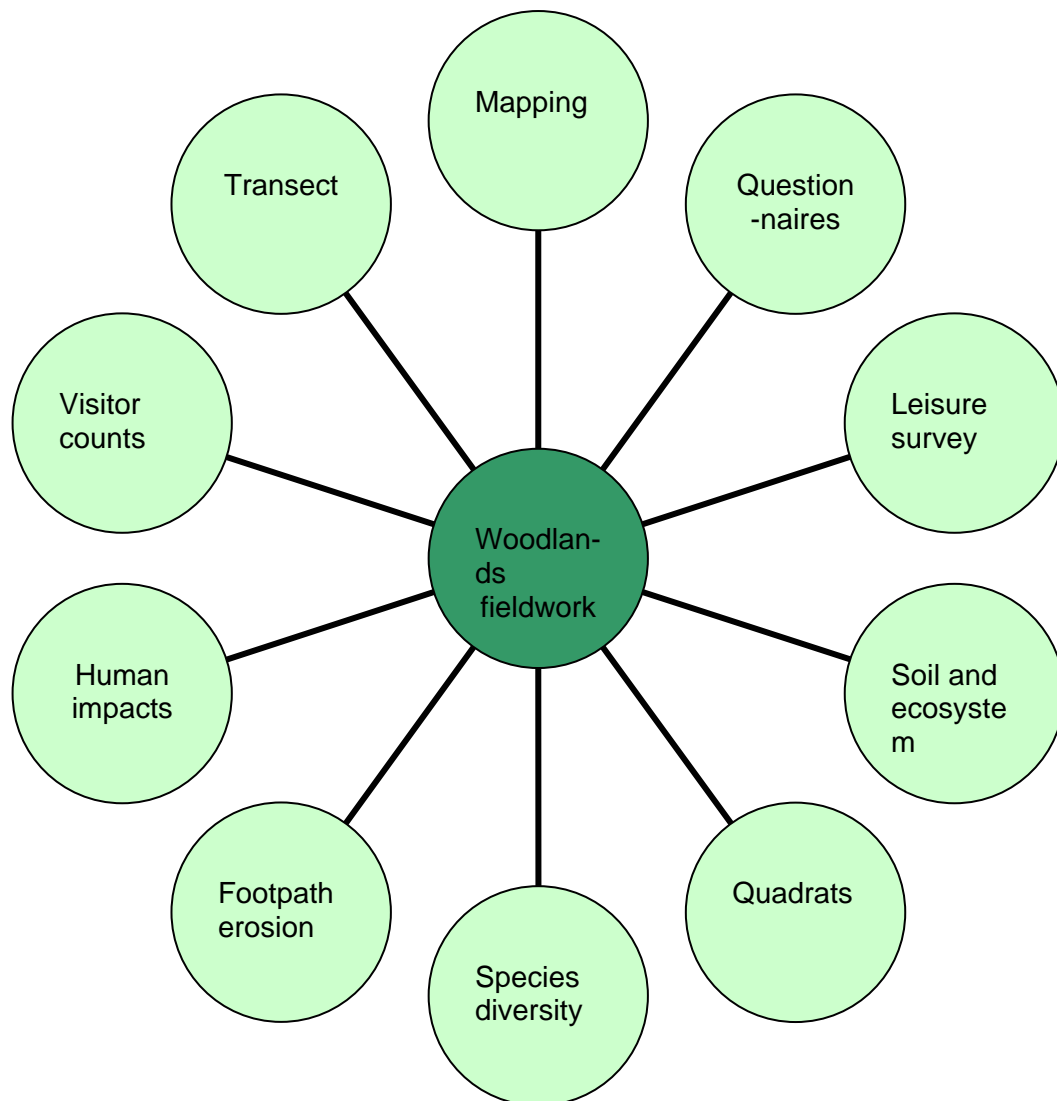 Mapping
Transect
Question
-naires
Visitor
counts
Leisure
survey
Woodlan-
ds
fieldwork
Human
impacts
Soil and
ecosyste
m
Footpath
erosion
Quadrats
Species
diversity